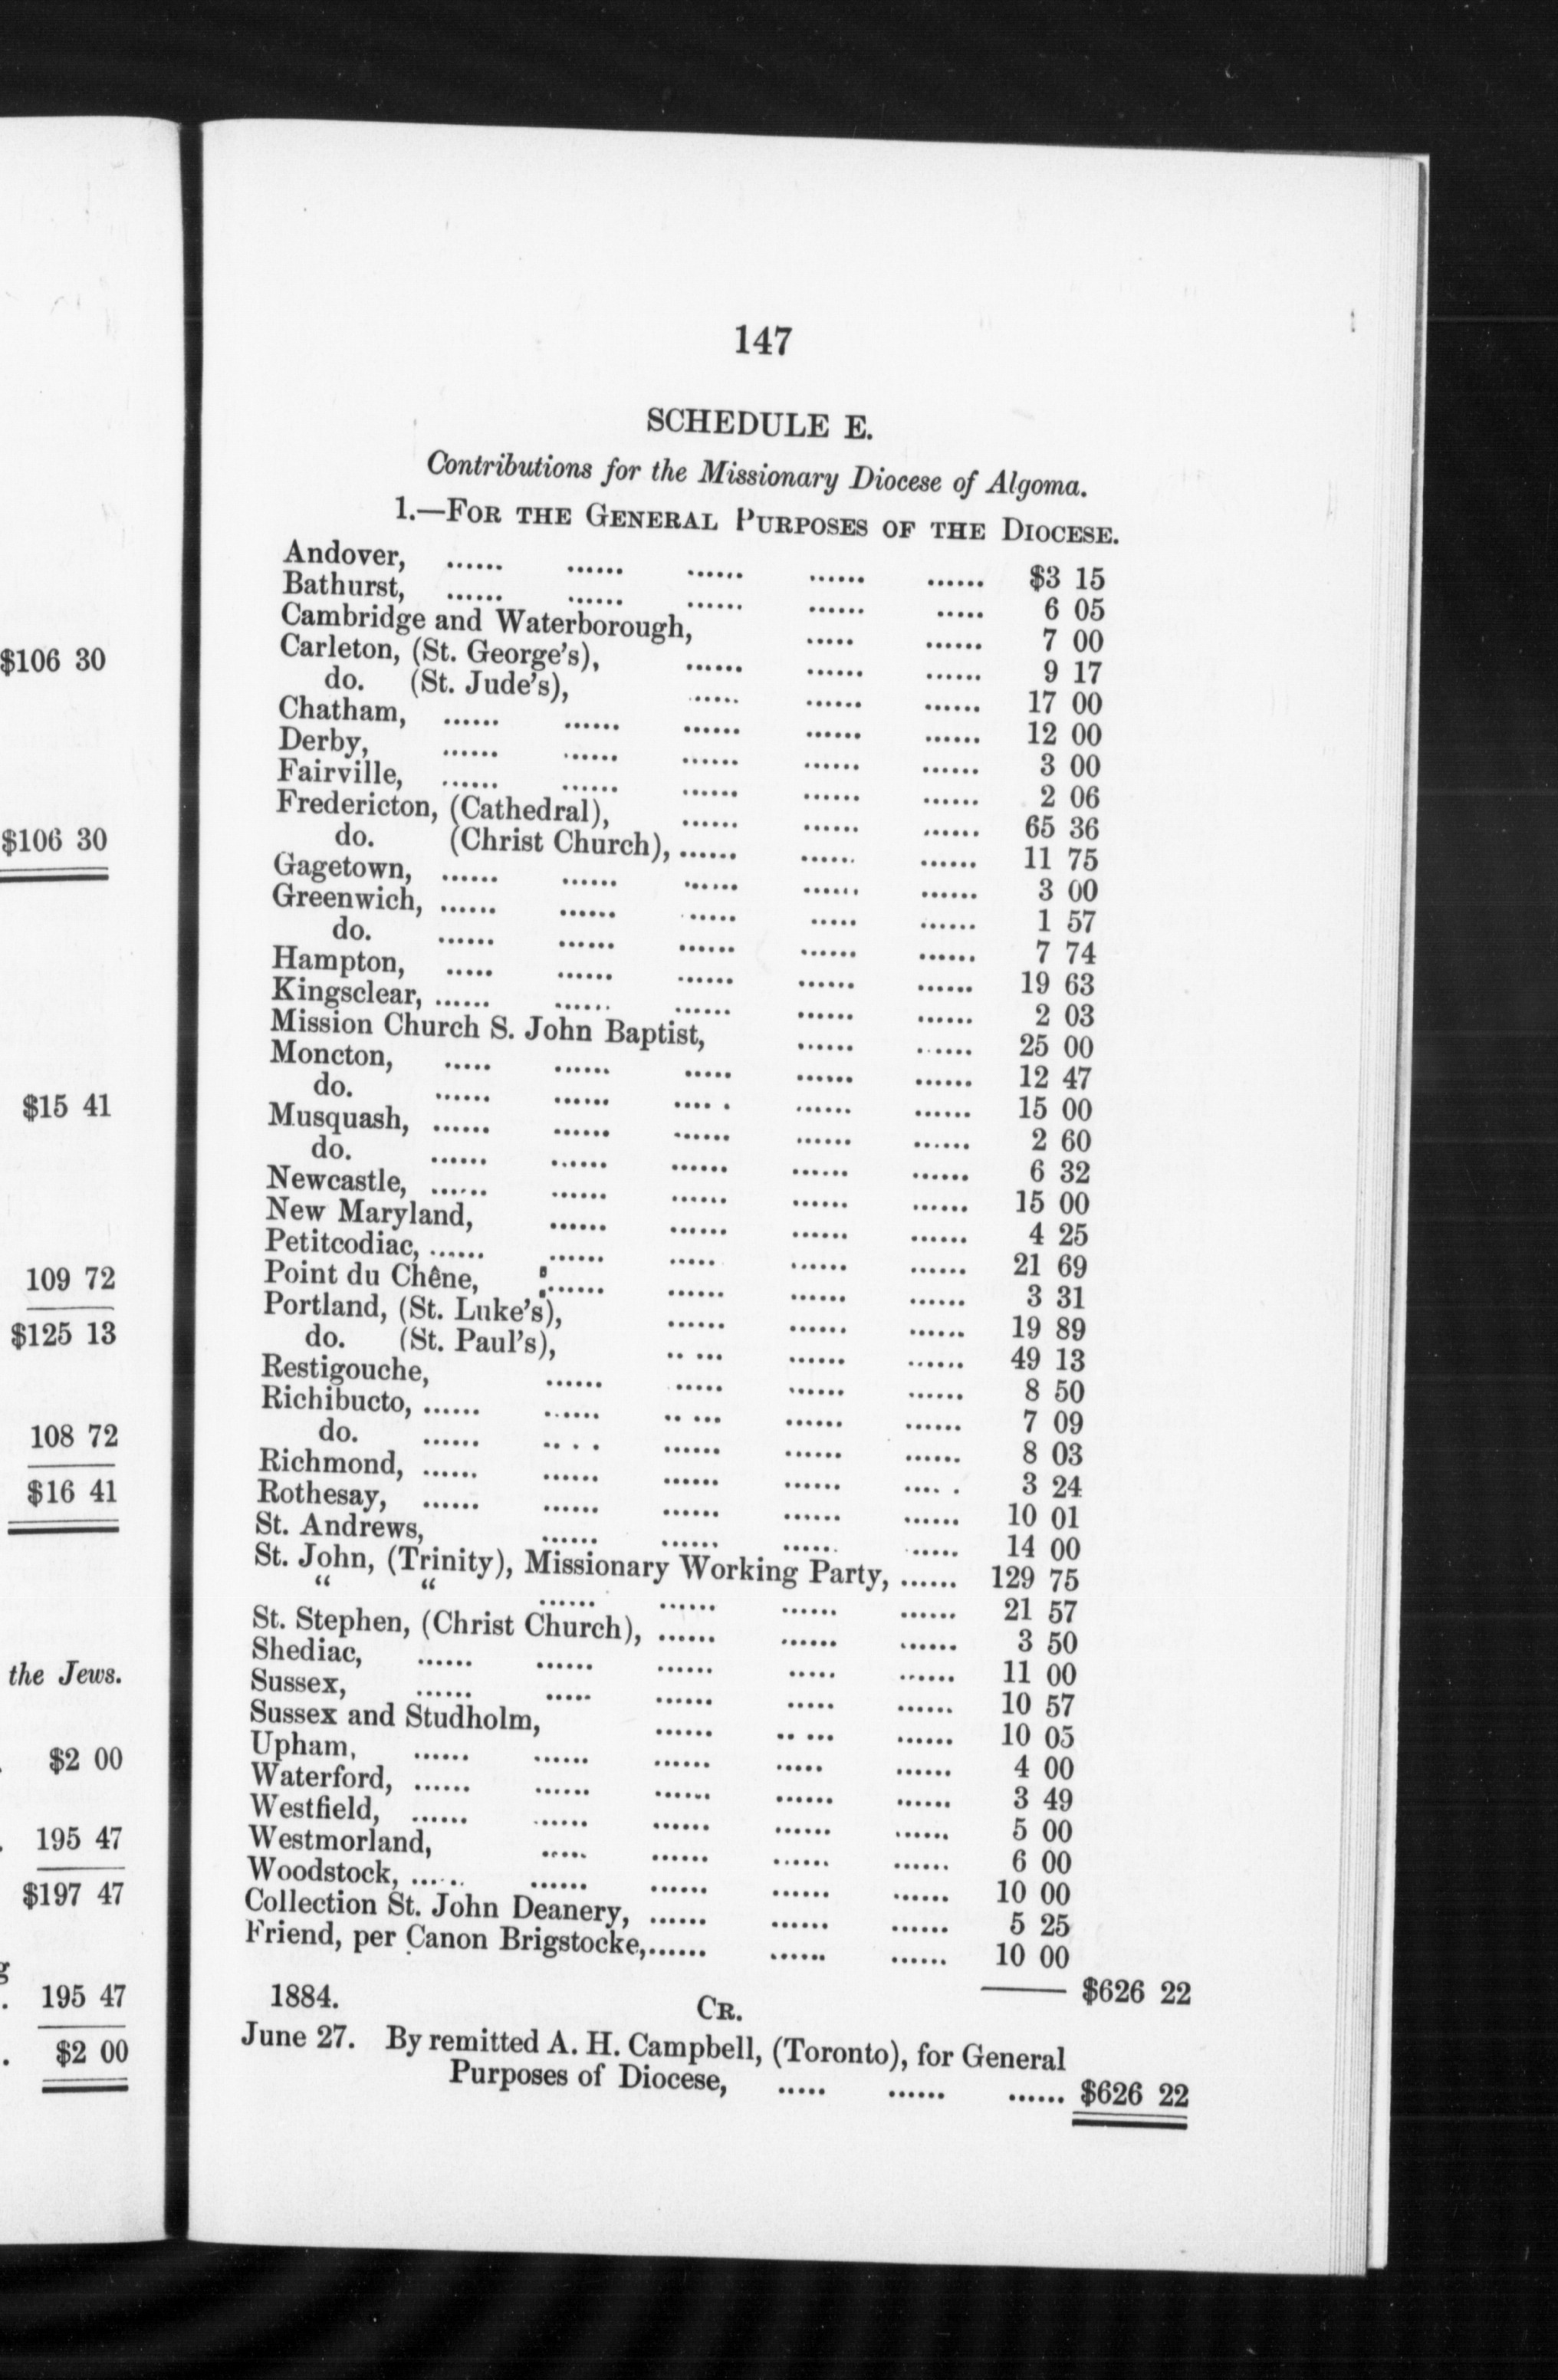 $106 30
$106 30
$15 41
109 72
$125 13
108 72
$16 41
the Jews.
$2 00
195 47
$197 47
g
. 195 47
. $2 00
147
SCHEDULE E.
Contributions for the Missionary Diocese of Algoma.
1.—FOR THE GENERAL PURPOSES OF THE DIOCESE.
Andover, ...... ...... ...... ...... ...... $3 15
Bathurst, ...... ...... ...... ...... ..... 6 05
Cambridge and Waterborough, ..... ...... 7 00
Carleton, (St. George's), ...... ...... ...... 9 17
do. (St. Jude's), ..... ...... ...... 17 00
Chatham, ...... ...... ...... ...... ...... 12 00
Derby, ...... ...... ...... ...... ...... 3 00
Fairville, ...... ...... ...... ...... ...... 2 06
Fredericton, (Cathedral), ...... ...... ...... 65 36
do. (Christ Church), ...... ...... ...... 11 75
Gagetown, ...... ...... ...... ...... ...... 3 00
Greenwich, ...... ...... ..... ..... ...... 1 57
do. ...... ...... ...... ...... ...... 7 74
Hampton, ..... ...... ...... ...... ...... 19 63
Kingsclear, ...... ...... ...... ...... ...... 2 03
Mission Church S. John Baptist, ...... ...... 25 00
Moncton, ..... ...... ..... ...... ...... 12 47
do. ...... ...... .... . ...... ...... 15 00
Musquash, ...... ...... ...... ...... ...... 2 60
do. ...... ...... ...... ...... ...... 6 32
Newcastle, ...... ...... ...... ...... ...... 15 00
New Maryland, ...... ...... ...... ...... 4 25
Petitcodiac, ...... ...... ..... ...... ...... 21 69
Point du Chêne, ...... ...... ...... ...... 3 31
Portland, (St. Luke's), ...... ...... ...... 19 89
do. (St. Paul's), .. ... ...... ...... 49 13
Restigouche, ...... ..... ...... ...... 8 50
Richibucto, ...... ...... .. ... ...... ...... 7 09
do. ...... .. . . ...... ...... ...... 8 03
Richmond, ...... ...... ...... ...... .... . 3 24
Rothesay, ...... ...... ...... ...... ...... 10 01
St. Andrews, ...... ...... ..... ...... 14 00
St. John, (Trinity), Missionary Working Party, ...... 129 75
“ “ ...... ...... ...... ...... 21 57
St. Stephen, (Christ Church), ...... ...... ...... 3 50
Shediac, ...... ...... ...... ..... ...... 11 00
Sussex, ...... ..... ...... ..... ...... 10 57
Sussex and Studholm, ...... .. ... ...... 10 05
Upham, ...... ...... ...... ..... ...... 4 00
Waterford, ...... ...... ...... ...... ...... 3 49
Westfield, ...... ...... ...... ...... ...... 5 00
Westmorland, ..... ...... ...... ...... 6 00
Woodstock, ..... ...... ...... ...... ...... 10 00
Collection St. John Deanery, ...... ...... ...... 5 25
Friend, per Canon Brigstocke, ...... ...... ...... 10 00
——— $626 22
1884. CR.
June 27. By remitted A. H. Campbell, (Toronto), for General
Purposes of Diocese, ..... ...... ...... $626 22